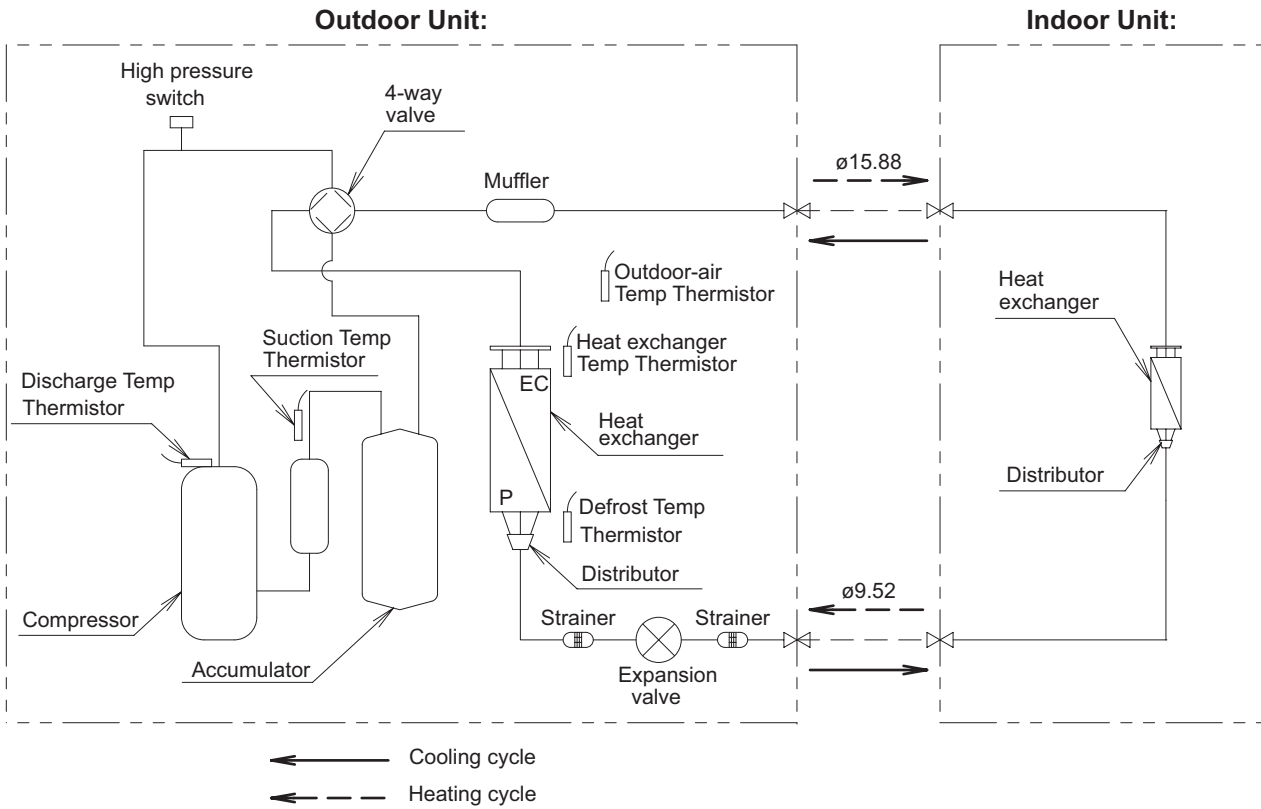 Outdoor Unit:
Indoor Unit:
High pressure
switch
4-way
valve
Muffler
ø15.88
Outdoor-air
Temp Thermistor
Heat
exchanger
Suction Temp
Thermistor
Heat exchanger
Temp Thermistor
Discharge Temp
Thermistor
EC
Heat
exchanger
Distributor
P
Defrost Temp
Thermistor
Distributor
ø9.52
Compressor
Strainer
Strainer
Accumulator
Expansion
valve
Cooling cycle
Heating cycle